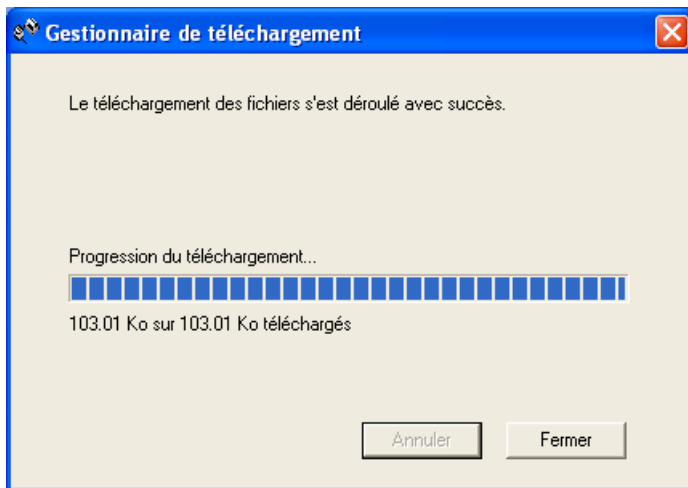 Gestionnaire de téléchargement
Le téléchargement des fichiers s'est déroulé avec succès.
Progression du téléchargement...
103.01 Ko sur 103.01 Ko téléchargés
Annuler
Fermer